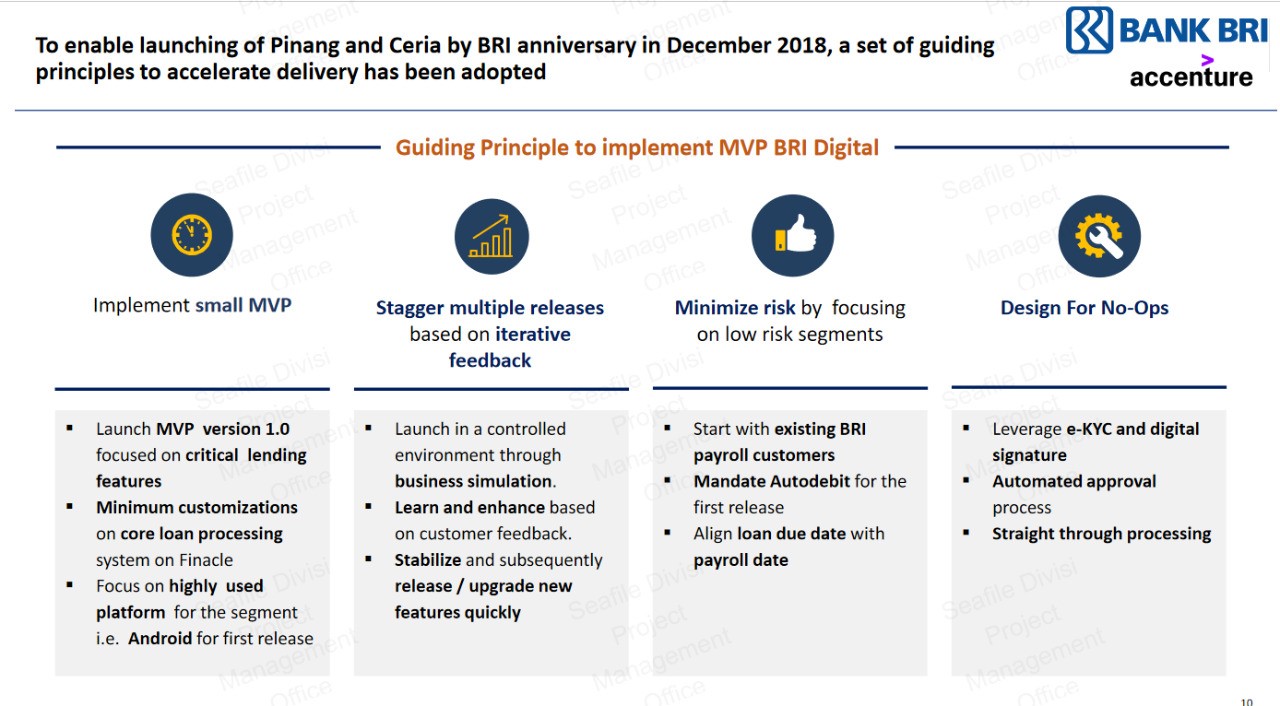 To enable launching of Pinang and Ceria by BRI anniversary in December 2018, a set of guiding
principles to accelerate delivery has been adopted
BANK BRI
accenture
Guiding Principle to implement MVP BRI Digital
Implement small MVP
Stagger multiple releases
based on iterative
feedback
Minimize risk by focusing
on low risk segments
Design For No-Ops
▪ Launch MVP version 1.0
focused on critical lending
features
▪ Minimum customizations
on core loan processing
system on Finacle
▪ Focus on highly used
platform for the segment
i.e. Android for first release
▪ Launch in a controlled
environment through
business simulation.
▪ Learn and enhance based
on customer feedback.
▪ Stabilize and subsequently
release / upgrade new
features quickly
▪ Start with existing BRI
payroll customers
▪ Mandate Autodebit for the
first release
▪ Align loan due date with
payroll date
▪ Leverage e-KYC and digital
signature
▪ Automated approval
process
▪ Straight through processing
Seafile Divisi
Project
Management
Office
10